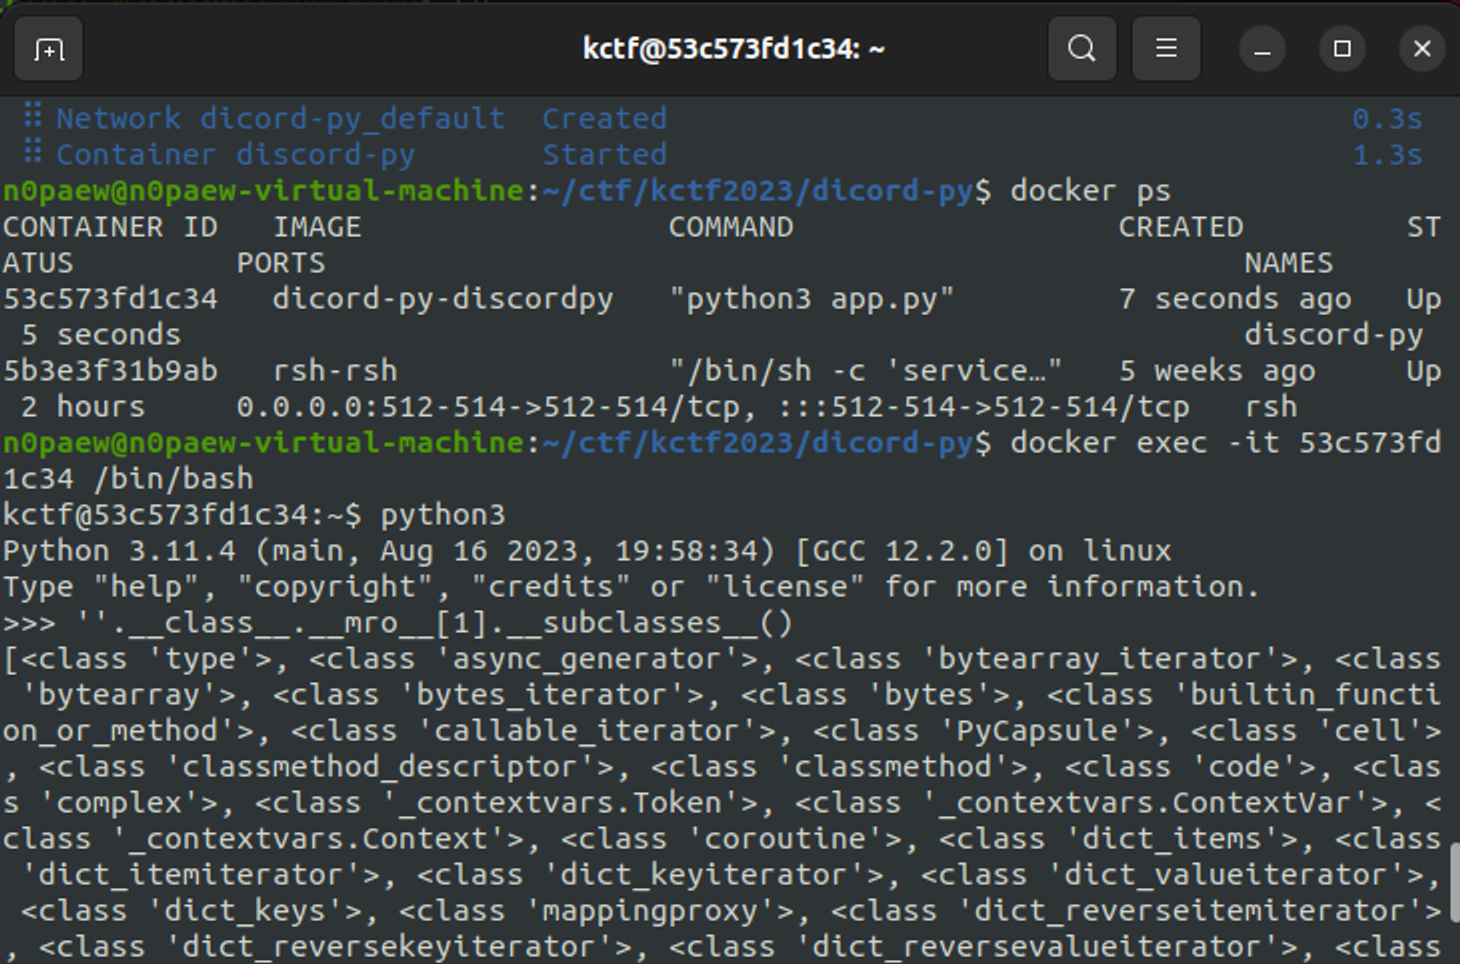 kctf@53c573fd1c34: ~
Network dicord-py_default  Created  0.3s
Container discord-py  Started  1.3s
n0paew@n0paew-virtual-machine:~/ctf/kctf2023/dicord-py$ docker ps
CONTAINER ID   IMAGE   COMMAND   CREATED   ST
ATUS   PORTS   NAMES
53c573fd1c34   dicord-py-discordpy   "python3 app.py"   7 seconds ago   Up
5 seconds   discord-py
5b3e3f31b9ab   rsh-rsh   "/bin/sh -c 'service…"   5 weeks ago   Up
2 hours   0.0.0.0:512-514->512-514/tcp, :::512-514->512-514/tcp   rsh
n0paew@n0paew-virtual-machine:~/ctf/kctf2023/dicord-py$ docker exec -it 53c573fd
1c34 /bin/bash
kctf@53c573fd1c34:~$ python3
Python 3.11.4 (main, Aug 16 2023, 19:58:34) [GCC 12.2.0] on linux
Type "help", "copyright", "credits" or "license" for more information.
>>> ''.__class__.__mro__[1].__subclasses__()
[<class 'type'>, <class 'async_generator'>, <class 'bytearray_iterator'>, <class
'bytearray'>, <class 'bytes_iterator'>, <class 'bytes'>, <class 'builtin_functi
on_or_method'>, <class 'callable_iterator'>, <class 'PyCapsule'>, <class 'cell'>
, <class 'classmethod_descriptor'>, <class 'classmethod'>, <class 'code'>, <clas
s 'complex'>, <class '_contextvars.Token'>, <class '_contextvars.ContextVar'>, <
class '_contextvars.Context'>, <class 'coroutine'>, <class 'dict_items'>, <class
'dict_itemiterator'>, <class 'dict_keyiterator'>, <class 'dict_valueiterator'>,
<class 'dict_keys'>, <class 'mappingproxy'>, <class 'dict_reverseitemiterator'>
, <class 'dict_reversekeyiterator'>, <class 'dict_reversevalueiterator'>, <class